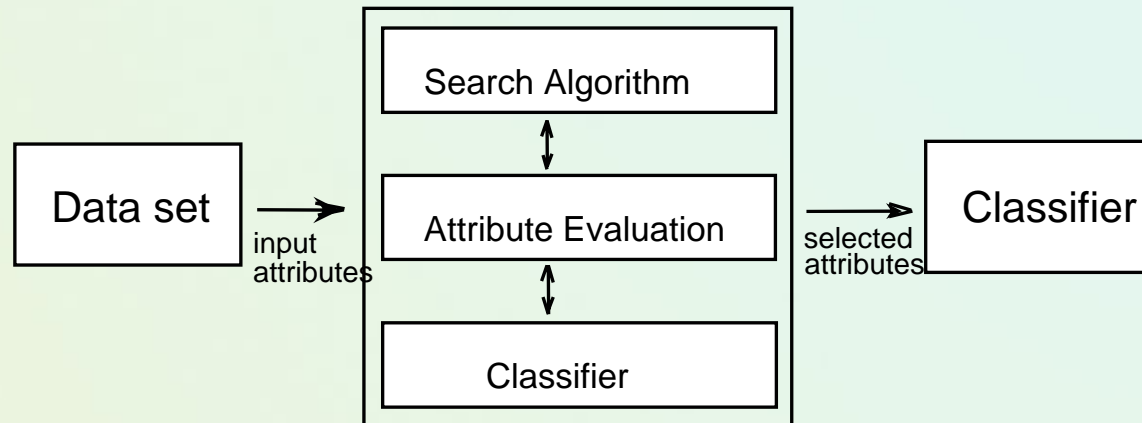 Data set
input
attributes
Search Algorithm
Attribute Evaluation
Classifier
selected
attributes
Classifier